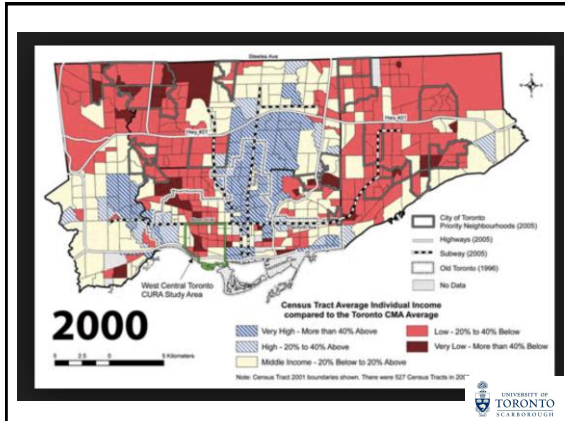 Steeles Ave
Hwy_401
Hwy_401
City of Toronto
Priority Neighbourhoods (2005)
Highways (2005)
Subway (2005)
Old Toronto (1996)
No Data
West Central Toronto
CURA Study Area
Census Tract Average Individual Income
compared to the Toronto CMA Average
2000
Very High - More than 40% Above
Low - 20% to 40% Below
High - 20% to 40% Above
Very Low - More than 40% Below
Middle Income - 20% Below to 20% Above
5 2.5 0 5 Kilometers
Note: Census Tract 2001 boundaries shown. There were 527 Census Tracts in
UNIVERSITY OF
TORONTO
SCARBOROUGH